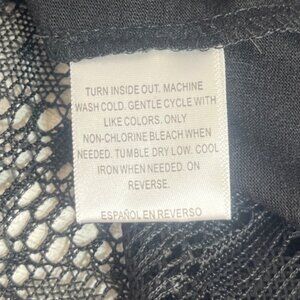 TURN INSIDE OUT. MACHINE
WASH COLD. GENTLE CYCLE WITH
LIKE COLORS. ONLY
NON-CHLORINE BLEACH WHEN
NEEDED. TUMBLE DRY LOW. COOL
IRON WHEN NEEDED. ON
REVERSE.
ESPAÑOL EN REVERSO